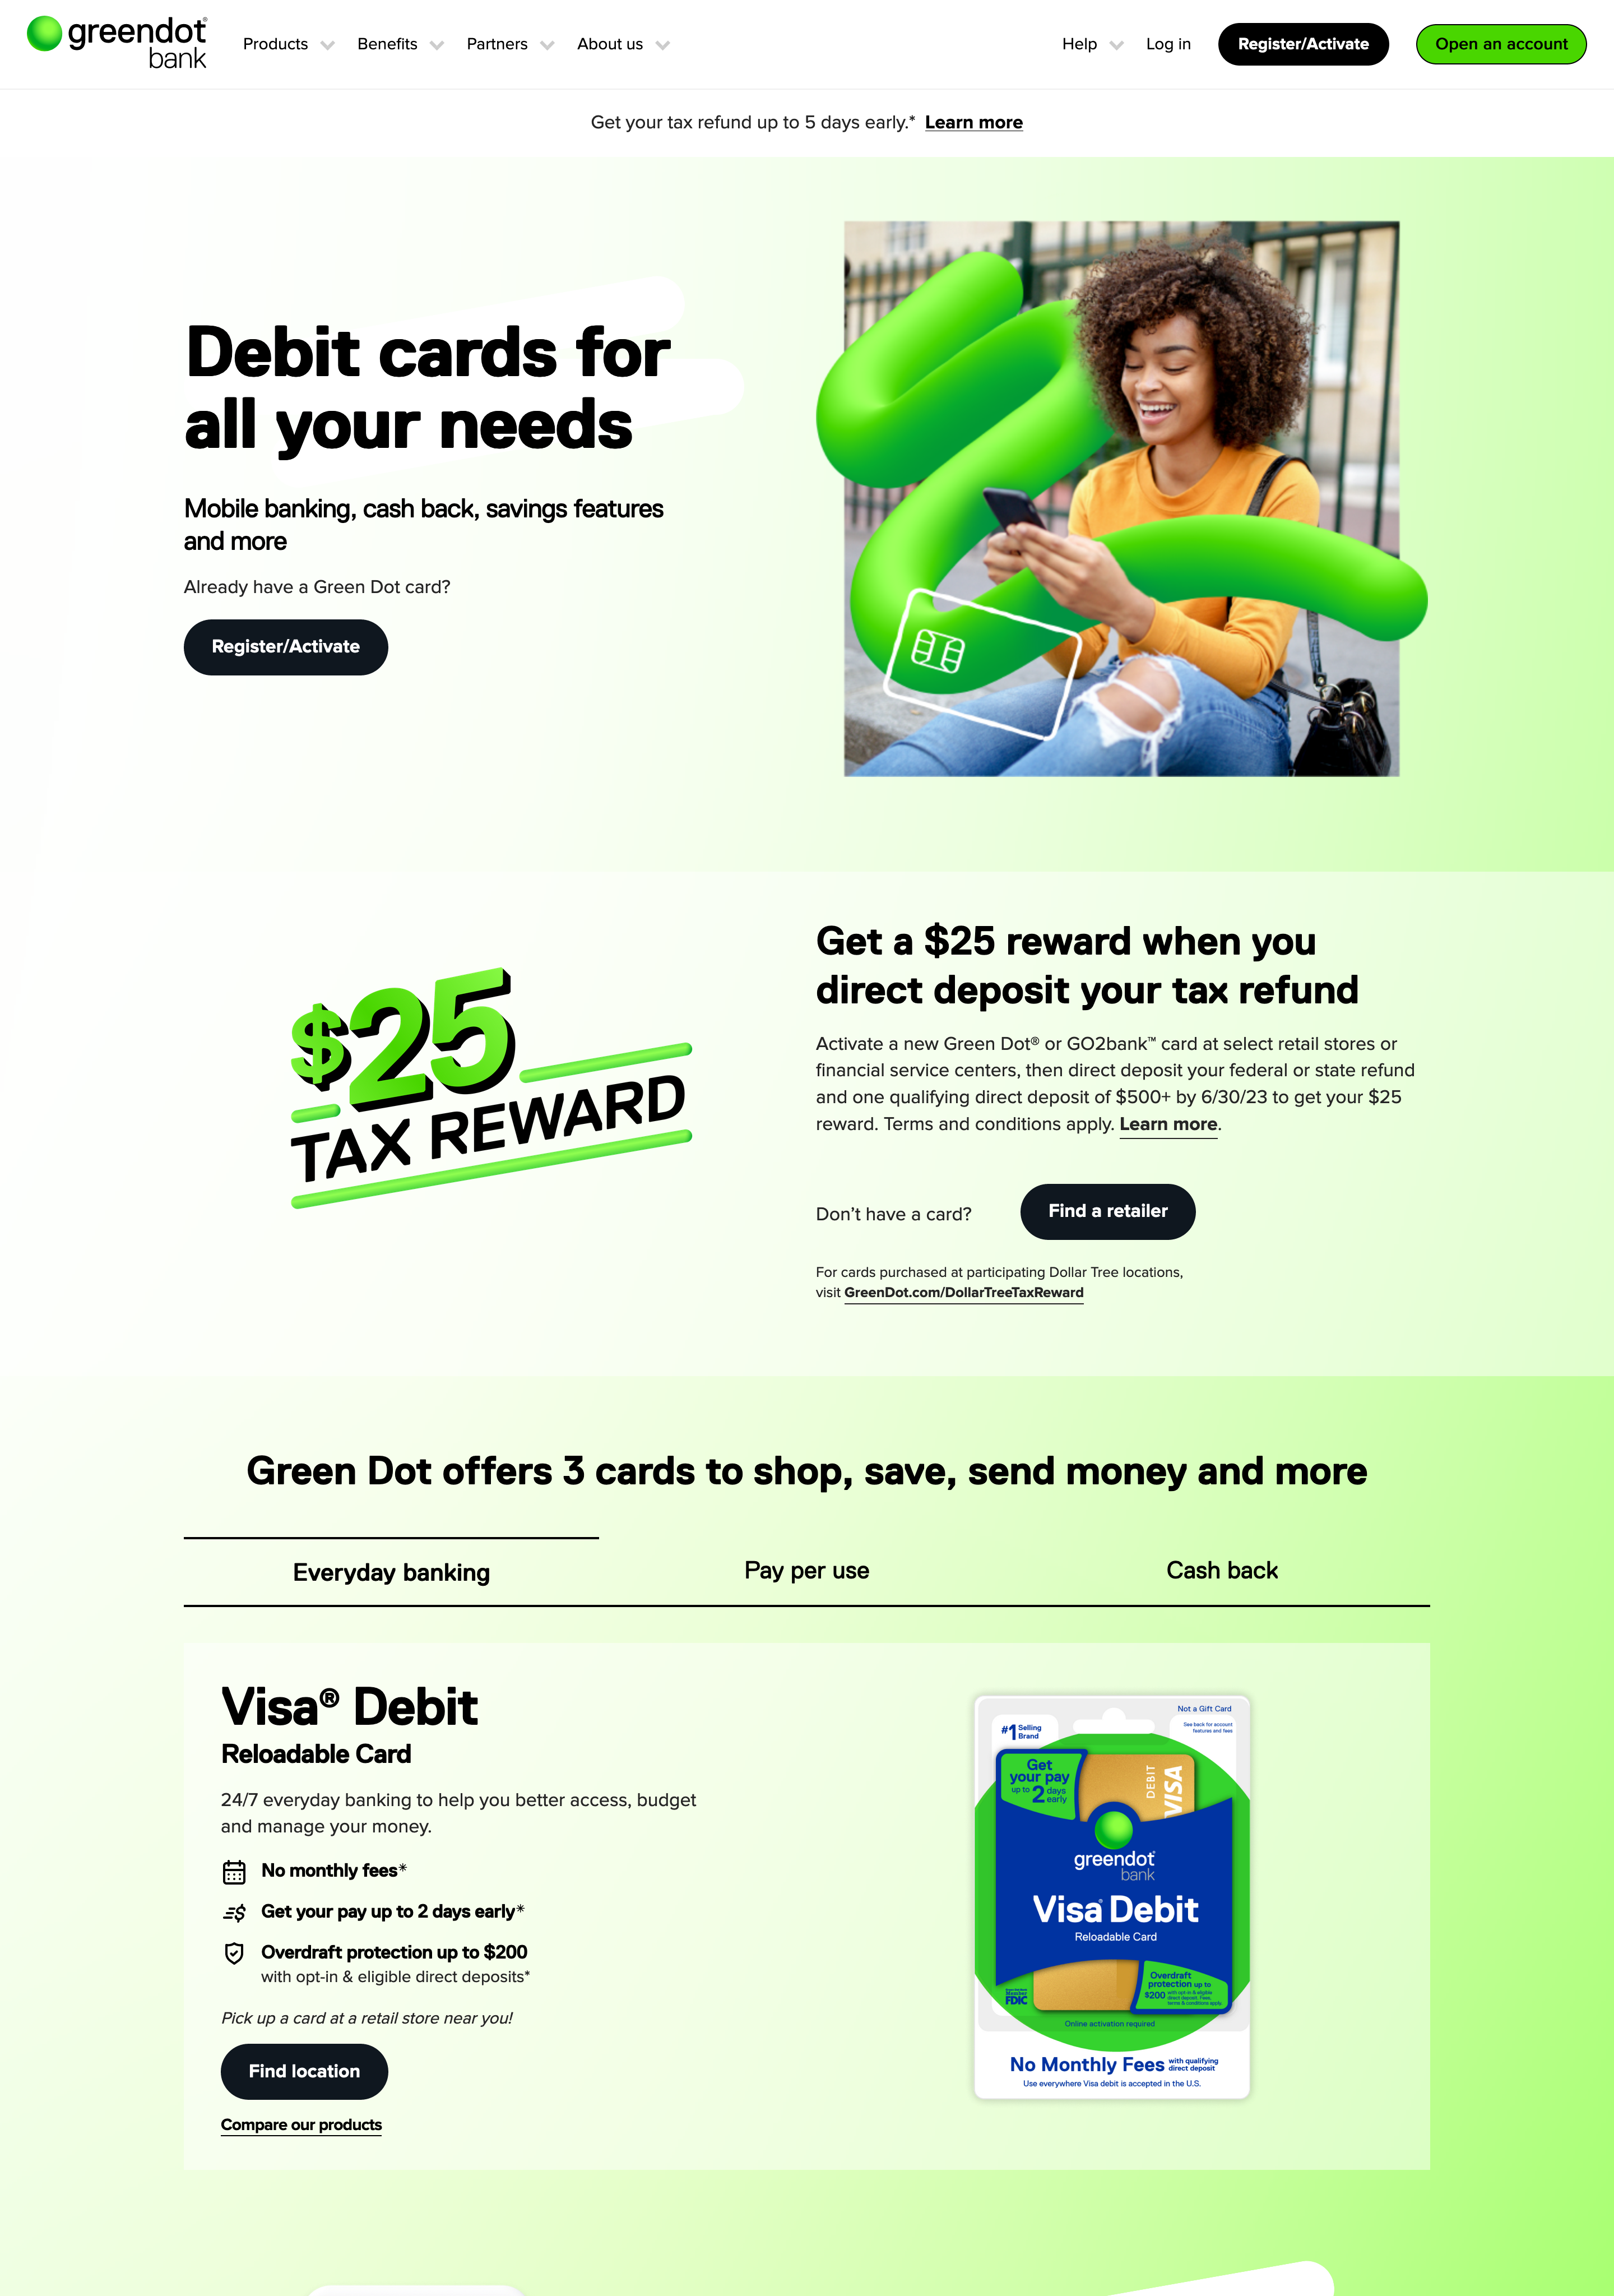 greendot®
bank
Products
Benefits
Partners
About us
Help
Log in
Register/Activate
Open an account
Get your tax refund up to 5 days early.* Learn more
Debit cards for
all your needs
Mobile banking, cash back, savings features
and more
Already have a Green Dot card?
Register/Activate
$25
TAX REWARD
Get a $25 reward when you
direct deposit your tax refund
Activate a new Green Dot® or GO2bank™ card at select retail stores or
financial service centers, then direct deposit your federal or state refund
and one qualifying direct deposit of $500+ by 6/30/23 to get your $25
reward. Terms and conditions apply. Learn more.
Don’t have a card?
Find a retailer
For cards purchased at participating Dollar Tree locations,
visit GreenDot.com/DollarTreeTaxReward
Green Dot offers 3 cards to shop, save, send money and more
Everyday banking
Pay per use
Cash back
Visa® Debit
Reloadable Card
24/7 everyday banking to help you better access, budget
and manage your money.
No monthly fees*
Get your pay up to 2 days early*
Overdraft protection up to $200
with opt-in & eligible direct deposits*
Pick up a card at a retail store near you!
Find location
Compare our products
Not a Gift Card
#1 Selling
Brand
See back for account
features and fees
Get
your pay
up to 2 days
early
DEBIT
VISA
greendot
bank
Visa® Debit
Reloadable Card
Overdraft
protection up to
$200 with opt-in & eligible
direct deposit. Fees,
terms & conditions apply.
Member
FDIC
Online activation required
No Monthly Fees with qualifying
direct deposit
Use everywhere Visa debit is accepted in the U.S.